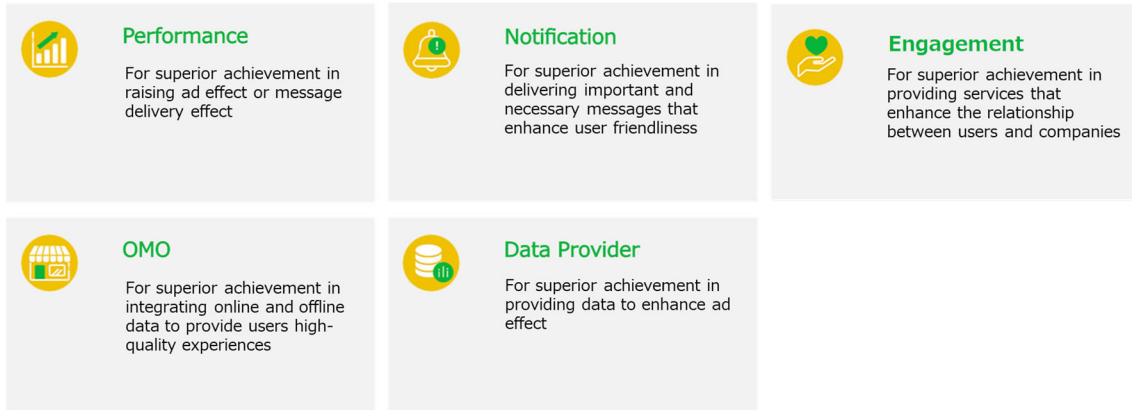 Performance
For superior achievement in
raising ad effect or message
delivery effect
Notification
For superior achievement in
delivering important and
necessary messages that
enhance user friendliness
Engagement
For superior achievement in
providing services that
enhance the relationship
between users and companies
OMO
For superior achievement in
integrating online and offline
data to provide users high-
quality experiences
Data Provider
For superior achievement in
providing data to enhance ad
effect